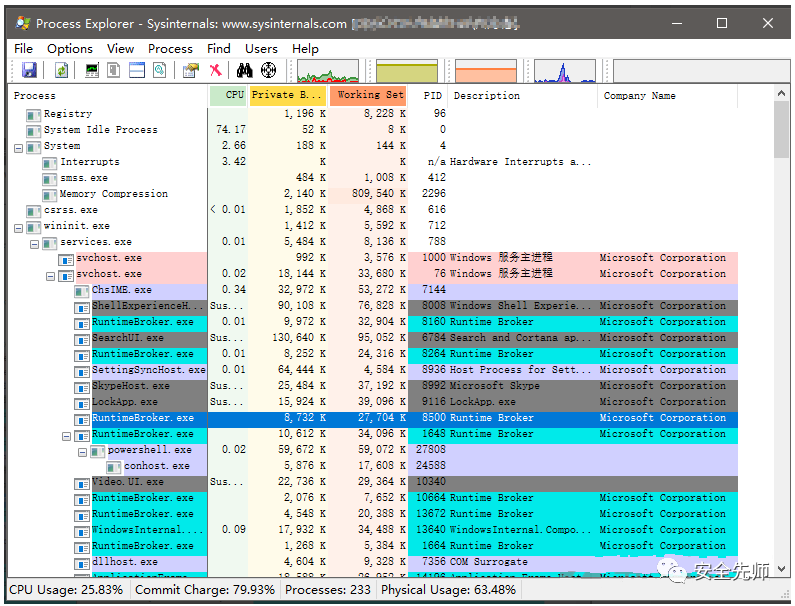 Process Explorer - Sysinternals: www.sysinternals.com
File Options View Process Find Users Help
Process CPU Private B... Working Set PID Description Company Name
Registry 1,196 K 8,228 K 96
System Idle Process 74.17 52 K 8 K 0
System 2.66 188 K 144 K 4
Interrupts 3.42 K K n/a Hardware Interrupts a...
smss.exe 484 K 1,008 K 412
Memory Compression 2,140 K 809,540 K 2296
csrss.exe < 0.01 1,852 K 4,868 K 616
wininit.exe 1,412 K 5,592 K 712
services.exe 0.01 5,484 K 8,136 K 788
svchost.exe 992 K 3,576 K 1000 Windows 服务主进程 Microsoft Corporation
svchost.exe 0.02 18,144 K 33,680 K 76 Windows 服务主进程 Microsoft Corporation
ChsIME.exe 0.34 32,972 K 53,272 K 7144
ShellExperienceH... Sus... 90,108 K 76,828 K 8008 Windows Shell Experie... Microsoft Corporation
RuntimeBroker.exe 0.01 9,972 K 32,904 K 8160 Runtime Broker Microsoft Corporation
SearchUI.exe Sus... 130,640 K 95,052 K 6784 Search and Cortana ap... Microsoft Corporation
RuntimeBroker.exe 0.01 8,252 K 24,316 K 8264 Runtime Broker Microsoft Corporation
SettingSyncHost.exe 0.01 64,444 K 4,584 K 8936 Host Process for Sett... Microsoft Corporation
SkypeHost.exe Sus... 25,484 K 37,192 K 8992 Microsoft Skype Microsoft Corporation
LockApp.exe Sus... 15,924 K 39,096 K 9116 LockApp.exe Microsoft Corporation
RuntimeBroker.exe 8,732 K 27,704 K 8500 Runtime Broker Microsoft Corporation
RuntimeBroker.exe 10,612 K 34,096 K 1648 Runtime Broker Microsoft Corporation
powershell.exe 0.02 59,672 K 59,072 K 27808
conhost.exe 5,876 K 17,608 K 24588
Video.UI.exe Sus... 22,736 K 29,364 K 10340
RuntimeBroker.exe 2,076 K 7,652 K 10664 Runtime Broker Microsoft Corporation
RuntimeBroker.exe 4,548 K 20,388 K 13672 Runtime Broker Microsoft Corporation
WindowsInternal.... 0.09 17,932 K 34,488 K 13640 WindowsInternal.Compo... Microsoft Corporation
RuntimeBroker.exe 1,268 K 5,384 K 1664 Runtime Broker Microsoft Corporation
dllhost.exe 4,604 K 9,328 K 7356 COM Surrogate
安全先师
CPU Usage: 25.83% Commit Charge: 79.93% Processes: 233 Physical Usage: 63.48%